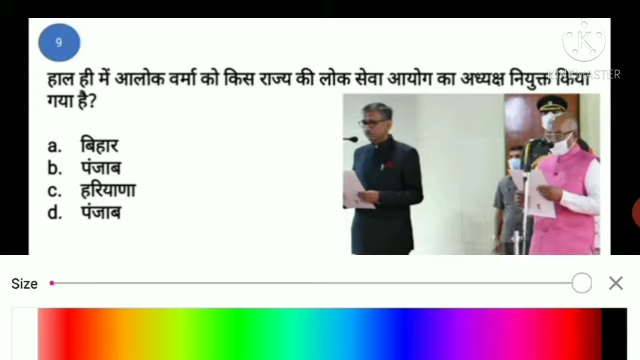 9
हाल ही में आलोक वर्मा को किस राज्य की लोक सेवा आयोग का अध्यक्ष नियुक्त किया
गया है?
a. बिहार
b. पंजाब
c. हरियाणा
d. पंजाब
Size